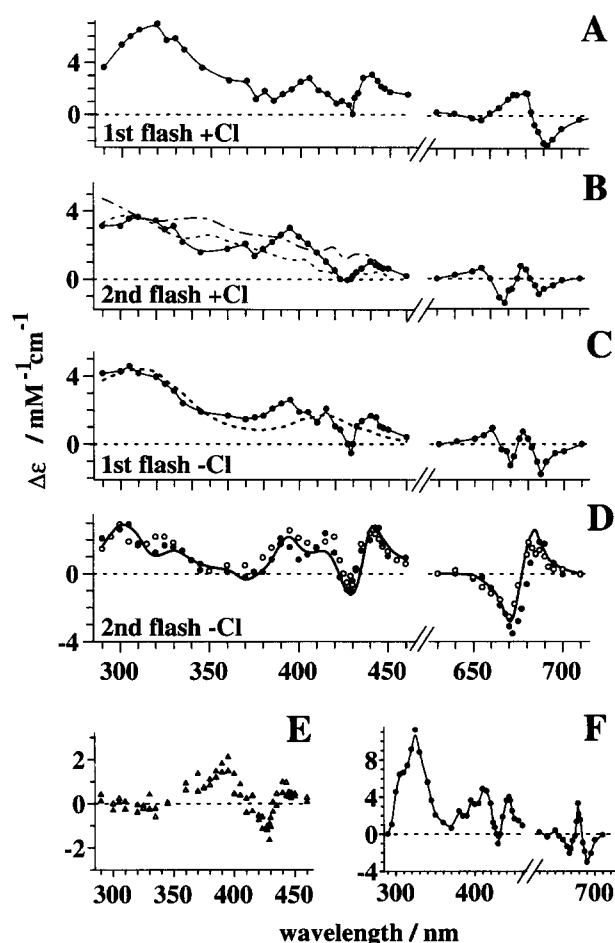 A
4
0
1st flash +Cl
B
4
0
2nd flash +Cl
C
4
0
1st flash -Cl
D
4
0
-4
2nd flash -Cl
300 350 400 450 650 700
Δε / mM⁻¹cm⁻¹
E F
2
0
-2
300 350 400 450
8
4
0
-4
300 400 700
wavelength / nm